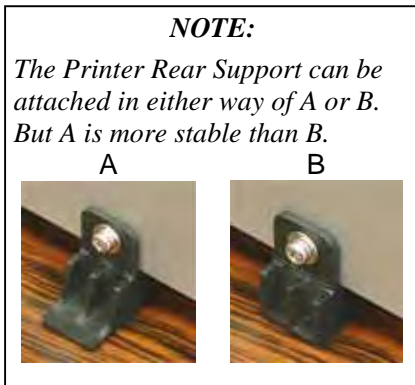 NOTE:
The Printer Rear Support can be
attached in either way of A or B.
But A is more stable than B.
A B